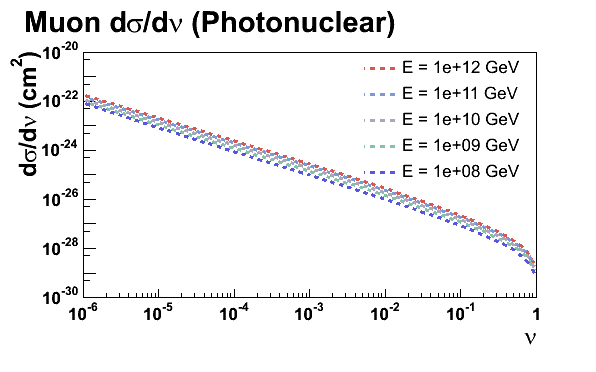 Muon dσ/dν (Photonuclear)
dσ/dν (cm²)
10⁻²⁰
10⁻²²
10⁻²⁴
10⁻²⁶
10⁻²⁸
10⁻³⁰
E = 1e+12 GeV
E = 1e+11 GeV
E = 1e+10 GeV
E = 1e+09 GeV
E = 1e+08 GeV
10⁻⁶ 10⁻⁵ 10⁻⁴ 10⁻³ 10⁻² 10⁻¹ 1
ν